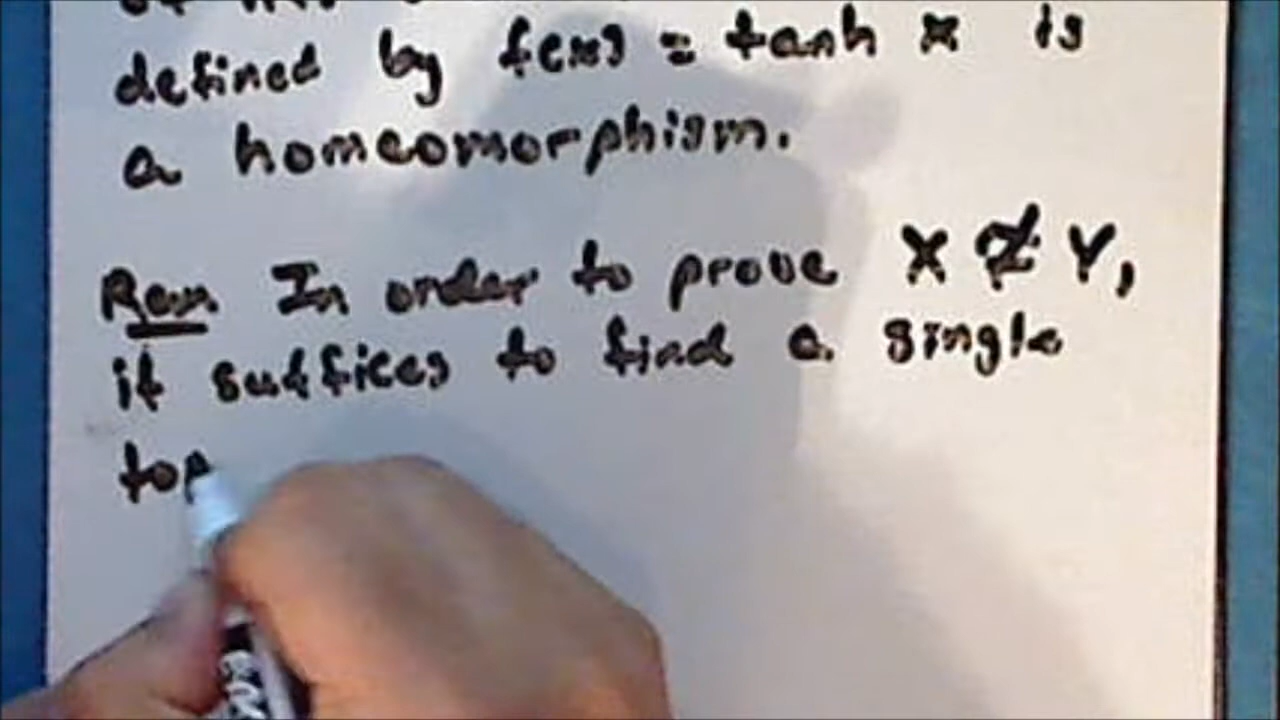 defined by f(x) = tanh x is
a homeomorphism.
Rem In order to prove X ≄ Y,
it suffices to find a single
top